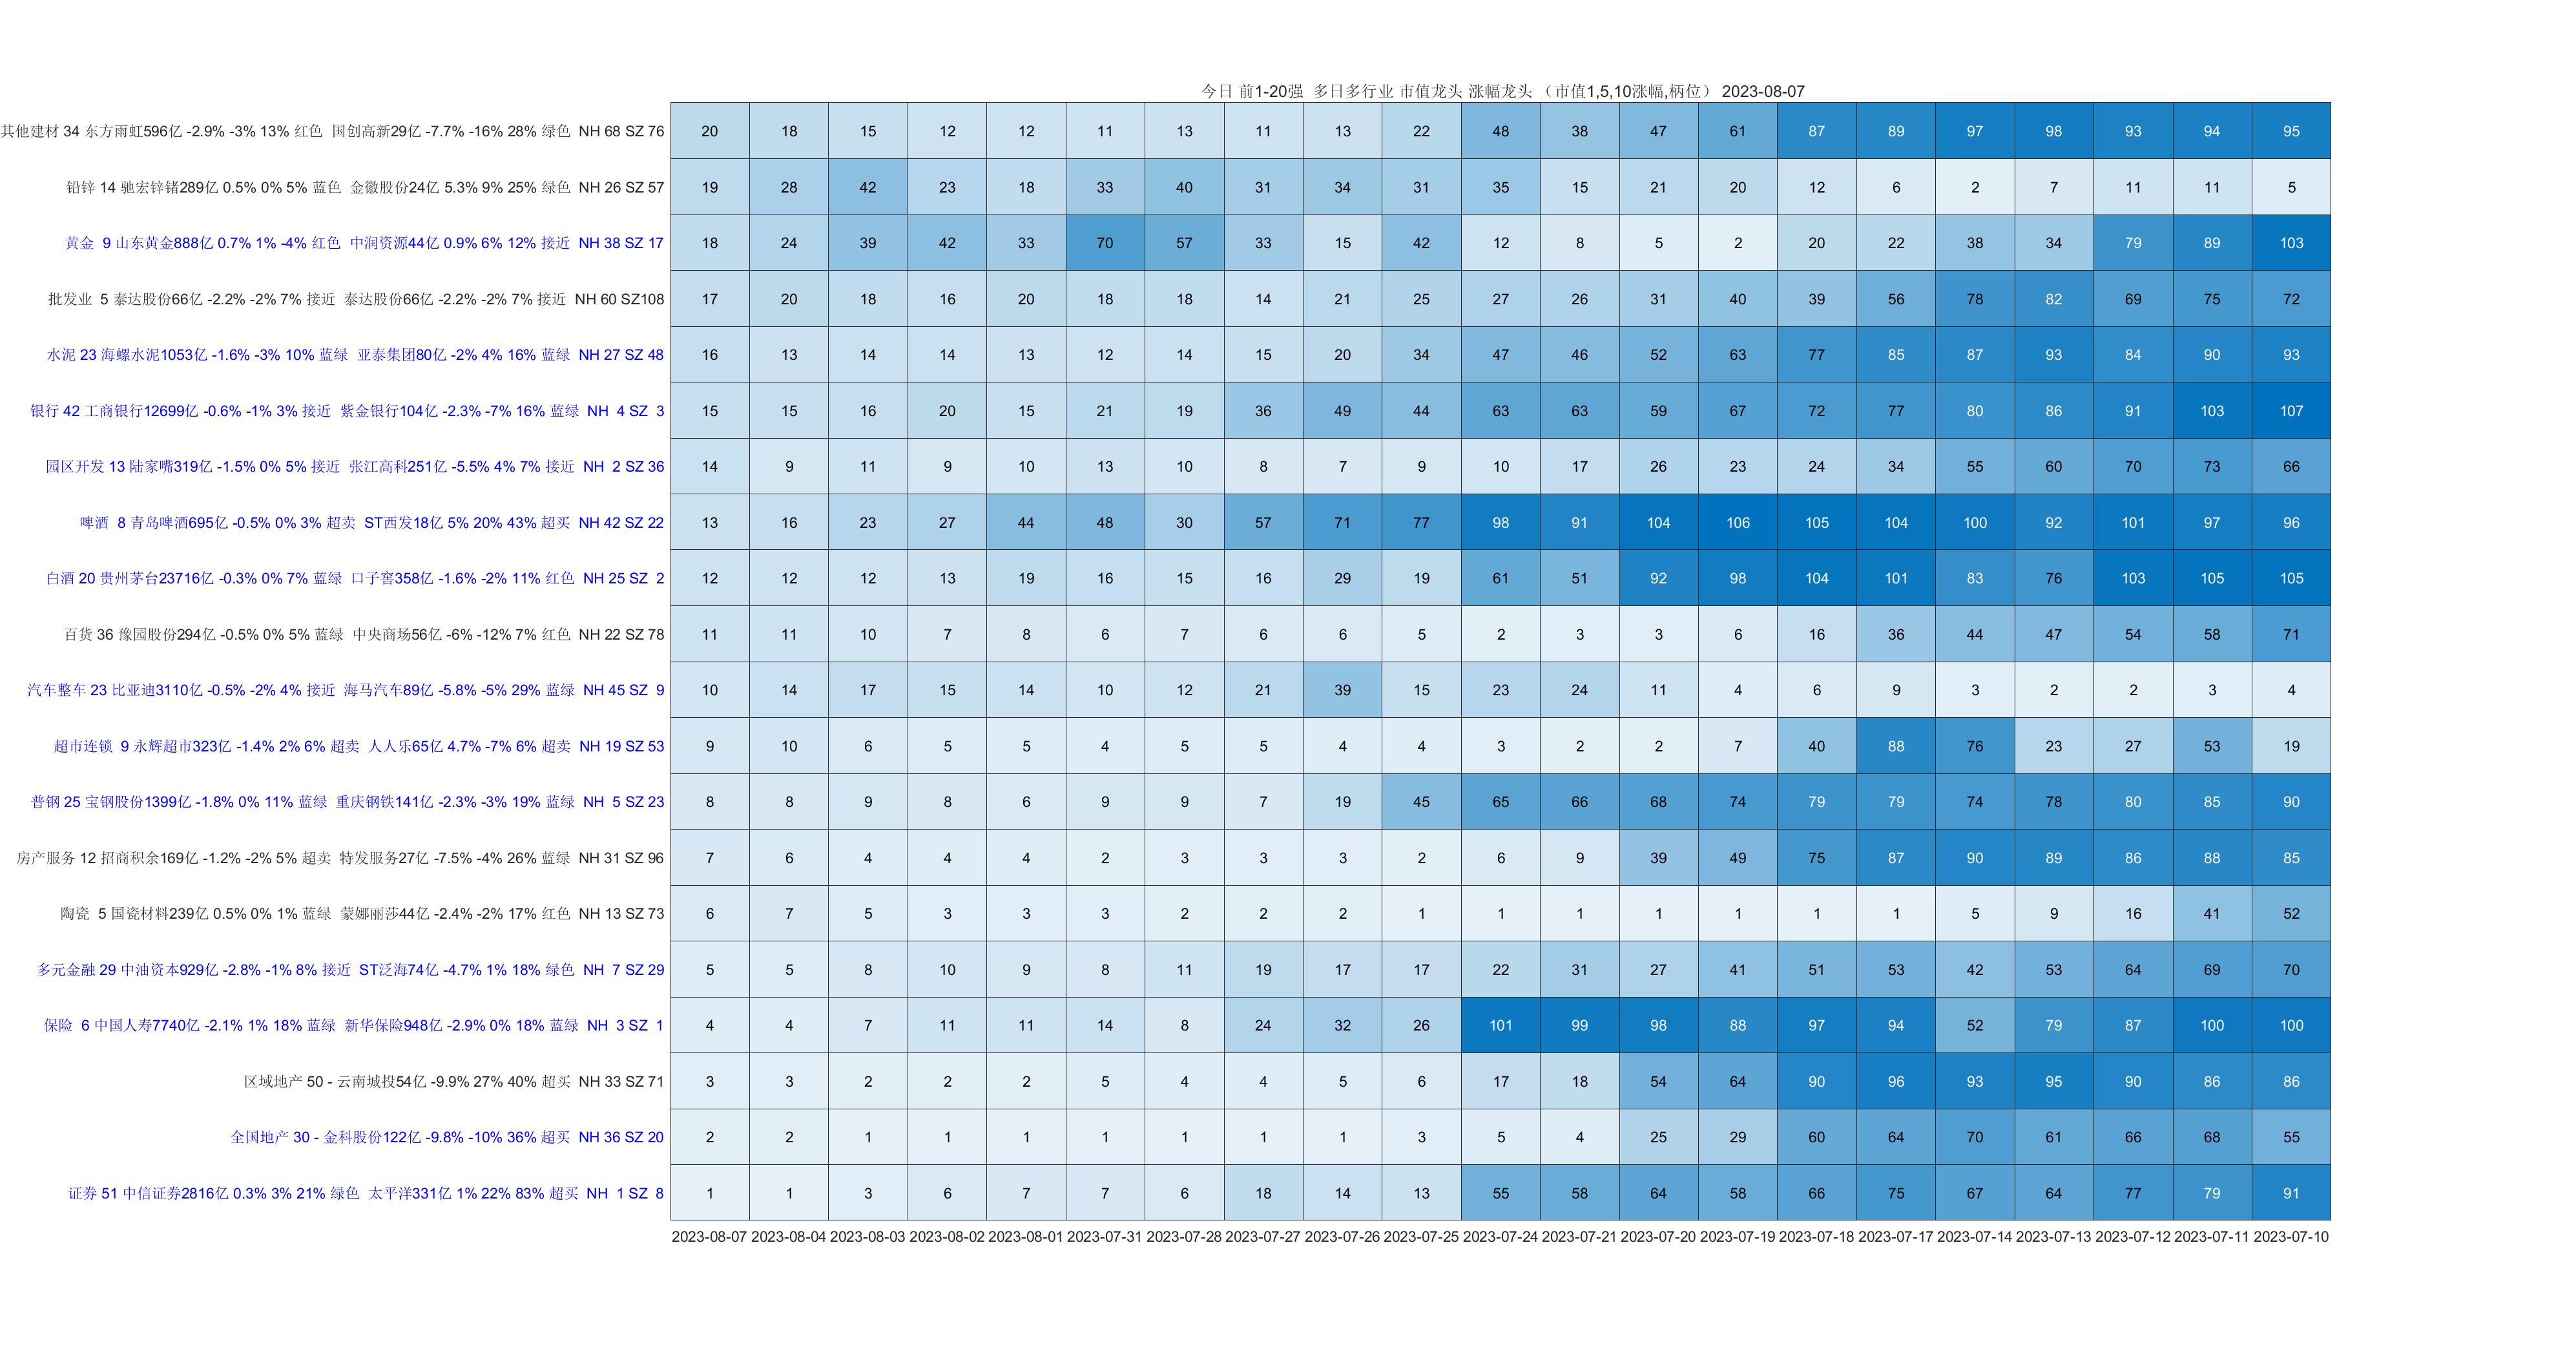 今日 前1-20强 多日多行业 市值龙头 涨幅龙头 （市值1,5,10涨幅,柄位） 2023-08-07
其他建材 34 东方雨虹596亿 -2.9% -3% 13% 红色 国创高新29亿 -7.7% -16% 28% 绿色 NH 68 SZ 76 20 18 15 12 12 11 13 11 13 22 48 38 47 61 87 89 97 98 93 94 95
铅锌 14 驰宏锌锗289亿 0.5% 0% 5% 蓝色 金徽股份24亿 5.3% 9% 25% 绿色 NH 26 SZ 57 19 28 42 23 18 33 40 31 34 31 35 15 21 20 12 6 2 7 11 11 5
黄金 9 山东黄金888亿 0.7% 1% -4% 红色 中润资源44亿 0.9% 6% 12% 接近 NH 38 SZ 17 18 24 39 42 33 70 57 33 15 42 12 8 5 2 20 22 38 34 79 89 103
批发业 5 泰达股份66亿 -2.2% -2% 7% 接近 泰达股份66亿 -2.2% -2% 7% 接近 NH 60 SZ108 17 20 18 16 20 18 18 14 21 25 27 26 31 40 39 56 78 82 69 75 72
水泥 23 海螺水泥1053亿 -1.6% -3% 10% 蓝绿 亚泰集团80亿 -2% 4% 16% 蓝绿 NH 27 SZ 48 16 13 14 14 13 12 14 15 20 34 47 46 52 63 77 85 87 93 84 90 93
银行 42 工商银行12699亿 -0.6% -1% 3% 接近 紫金银行104亿 -2.3% -7% 16% 蓝绿 NH 4 SZ 3 15 15 16 20 15 21 19 36 49 44 63 63 59 67 72 77 80 86 91 103 107
园区开发 13 陆家嘴319亿 -1.5% 0% 5% 接近 张江高科251亿 -5.5% 4% 7% 接近 NH 2 SZ 36 14 9 11 9 10 13 10 8 7 9 10 17 26 23 24 34 55 60 70 73 66
啤酒 8 青岛啤酒695亿 -0.5% 0% 3% 超卖 ST西发18亿 5% 20% 43% 超买 NH 42 SZ 22 13 16 23 27 44 48 30 57 71 77 98 91 104 106 105 104 100 92 101 97 96
白酒 20 贵州茅台23716亿 -0.3% 0% 7% 蓝绿 口子窖358亿 -1.6% -2% 11% 红色 NH 25 SZ 2 12 12 12 13 19 16 15 16 29 19 61 51 92 98 104 101 83 76 103 105 105
百货 36 豫园股份294亿 -0.5% 0% 5% 蓝绿 中央商场56亿 -6% -12% 7% 红色 NH 22 SZ 78 11 11 10 7 8 6 7 6 6 5 2 3 3 6 16 36 44 47 54 58 71
汽车整车 23 比亚迪3110亿 -0.5% -2% 4% 接近 海马汽车89亿 -5.8% -5% 29% 蓝绿 NH 45 SZ 9 10 14 17 15 14 10 12 21 39 15 23 24 11 4 6 9 3 2 2 3 4
超市连锁 9 永辉超市323亿 -1.4% 2% 6% 超卖 人人乐65亿 4.7% -7% 6% 超卖 NH 19 SZ 53 9 10 6 5 5 4 5 5 4 4 3 2 2 7 40 88 76 23 27 53 19
普钢 25 宝钢股份1399亿 -1.8% 0% 11% 蓝绿 重庆钢铁141亿 -2.3% -3% 19% 蓝绿 NH 5 SZ 23 8 8 9 8 6 9 9 7 19 45 65 66 68 74 79 79 74 78 80 85 90
房产服务 12 招商积余169亿 -1.2% -2% 5% 超卖 特发服务27亿 -7.5% -4% 26% 蓝绿 NH 31 SZ 96 7 6 4 4 4 2 3 3 3 2 6 9 39 49 75 87 90 89 86 88 85
陶瓷 5 国瓷材料239亿 0.5% 0% 1% 蓝绿 蒙娜丽莎44亿 -2.4% -2% 17% 红色 NH 13 SZ 73 6 7 5 3 3 3 2 2 2 1 1 1 1 1 1 1 5 9 16 41 52
多元金融 29 中油资本929亿 -2.8% -1% 8% 接近 ST泛海74亿 -4.7% 1% 18% 绿色 NH 7 SZ 29 5 5 8 10 9 8 11 19 17 17 22 31 27 41 51 53 42 53 64 69 70
保险 6 中国人寿7740亿 -2.1% 1% 18% 蓝绿 新华保险948亿 -2.9% 0% 18% 蓝绿 NH 3 SZ 1 4 4 7 11 11 14 8 24 32 26 101 99 98 88 97 94 52 79 87 100 100
区域地产 50 - 云南城投54亿 -9.9% 27% 40% 超买 NH 33 SZ 71 3 3 2 2 2 5 4 4 5 6 17 18 54 64 90 96 93 95 90 86 86
全国地产 30 - 金科股份122亿 -9.8% -10% 36% 超买 NH 36 SZ 20 2 2 1 1 1 1 1 1 1 3 5 4 25 29 60 64 70 61 66 68 55
证券 51 中信证券2816亿 0.3% 3% 21% 绿色 太平洋331亿 1% 22% 83% 超买 NH 1 SZ 8 1 1 3 6 7 7 6 18 14 13 55 58 64 58 66 75 67 64 77 79 91
2023-08-07 2023-08-04 2023-08-03 2023-08-02 2023-08-01 2023-07-31 2023-07-28 2023-07-27 2023-07-26 2023-07-25 2023-07-24 2023-07-21 2023-07-20 2023-07-19 2023-07-18 2023-07-17 2023-07-14 2023-07-13 2023-07-12 2023-07-11 2023-07-10